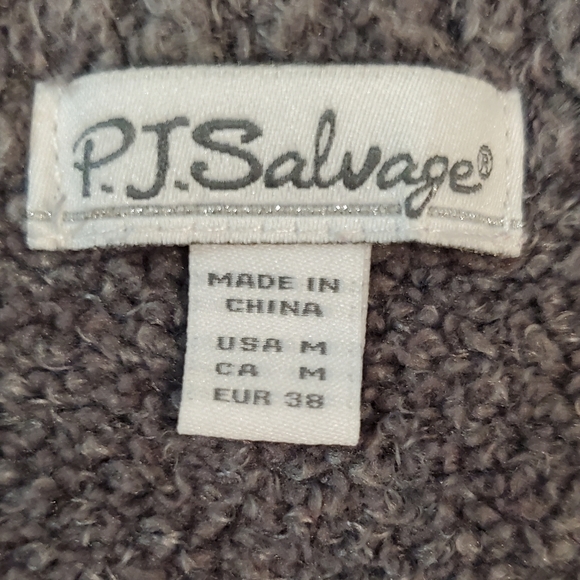 P.J.Salvage®
MADE IN
CHINA
USA M
CA M
EUR 38